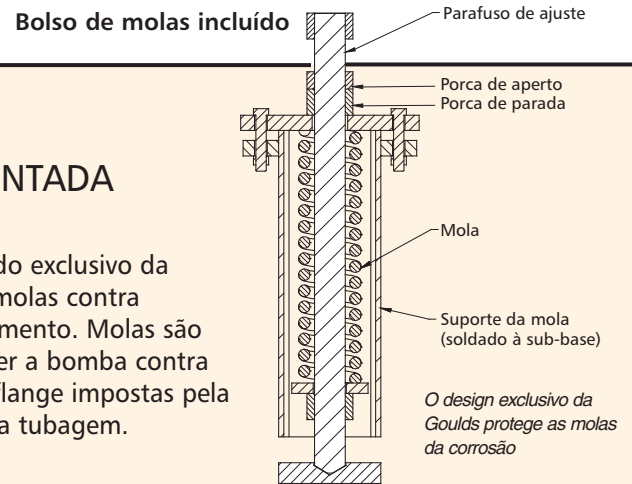 Bolso de molas incluído
Parafuso de ajuste
Porca de aperto
Porca de parada
NTADA
do exclusivo da
molas contra
mento. Molas são
er a bomba contra
flange impostas pela
a tubagem.
Mola
Suporte da mola
(soldado à sub-base)
O design exclusivo da
Goulds protege as molas
da corrosão